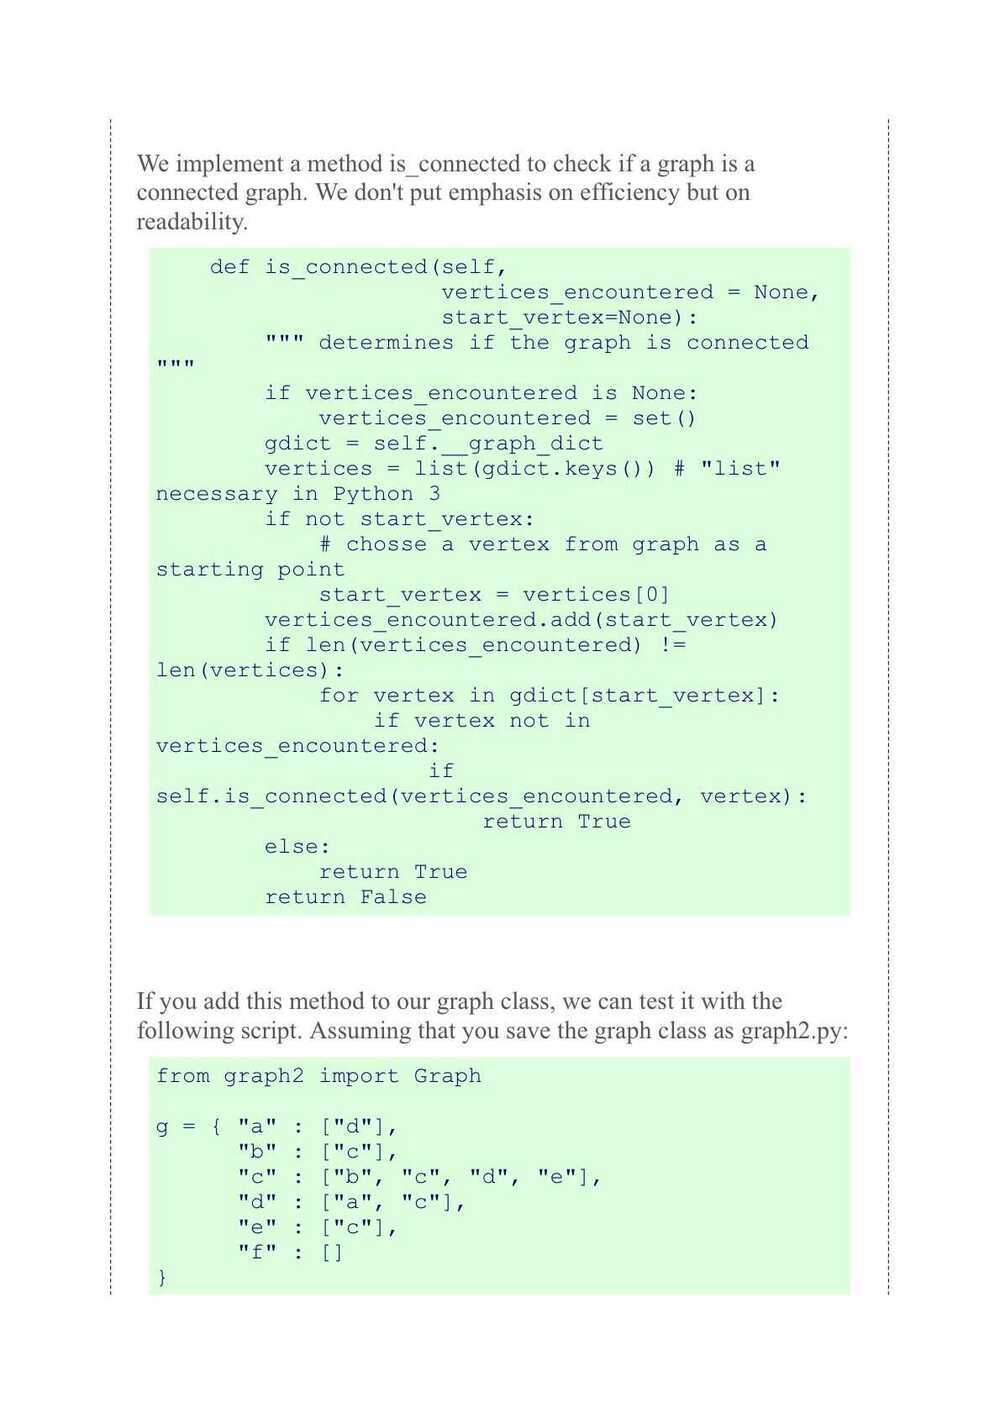 We implement a method is_connected to check if a graph is a
connected graph. We don't put emphasis on efficiency but on
readability.
    def is_connected(self,
                     vertices_encountered = None,
                     start_vertex=None):
        """ determines if the graph is connected
"""
        if vertices_encountered is None:
            vertices_encountered = set()
        gdict = self.__graph_dict
        vertices = list(gdict.keys()) # "list"
necessary in Python 3
        if not start_vertex:
            # chosse a vertex from graph as a
starting point
            start_vertex = vertices[0]
        vertices_encountered.add(start_vertex)
        if len(vertices_encountered) !=
len(vertices):
            for vertex in gdict[start_vertex]:
                if vertex not in
vertices_encountered:
                    if
self.is_connected(vertices_encountered, vertex):
                        return True
        else:
            return True
        return False
If you add this method to our graph class, we can test it with the
following script. Assuming that you save the graph class as graph2.py:
from graph2 import Graph
g = { "a" : ["d"],
      "b" : ["c"],
      "c" : ["b", "c", "d", "e"],
      "d" : ["a", "c"],
      "e" : ["c"],
      "f" : []
}